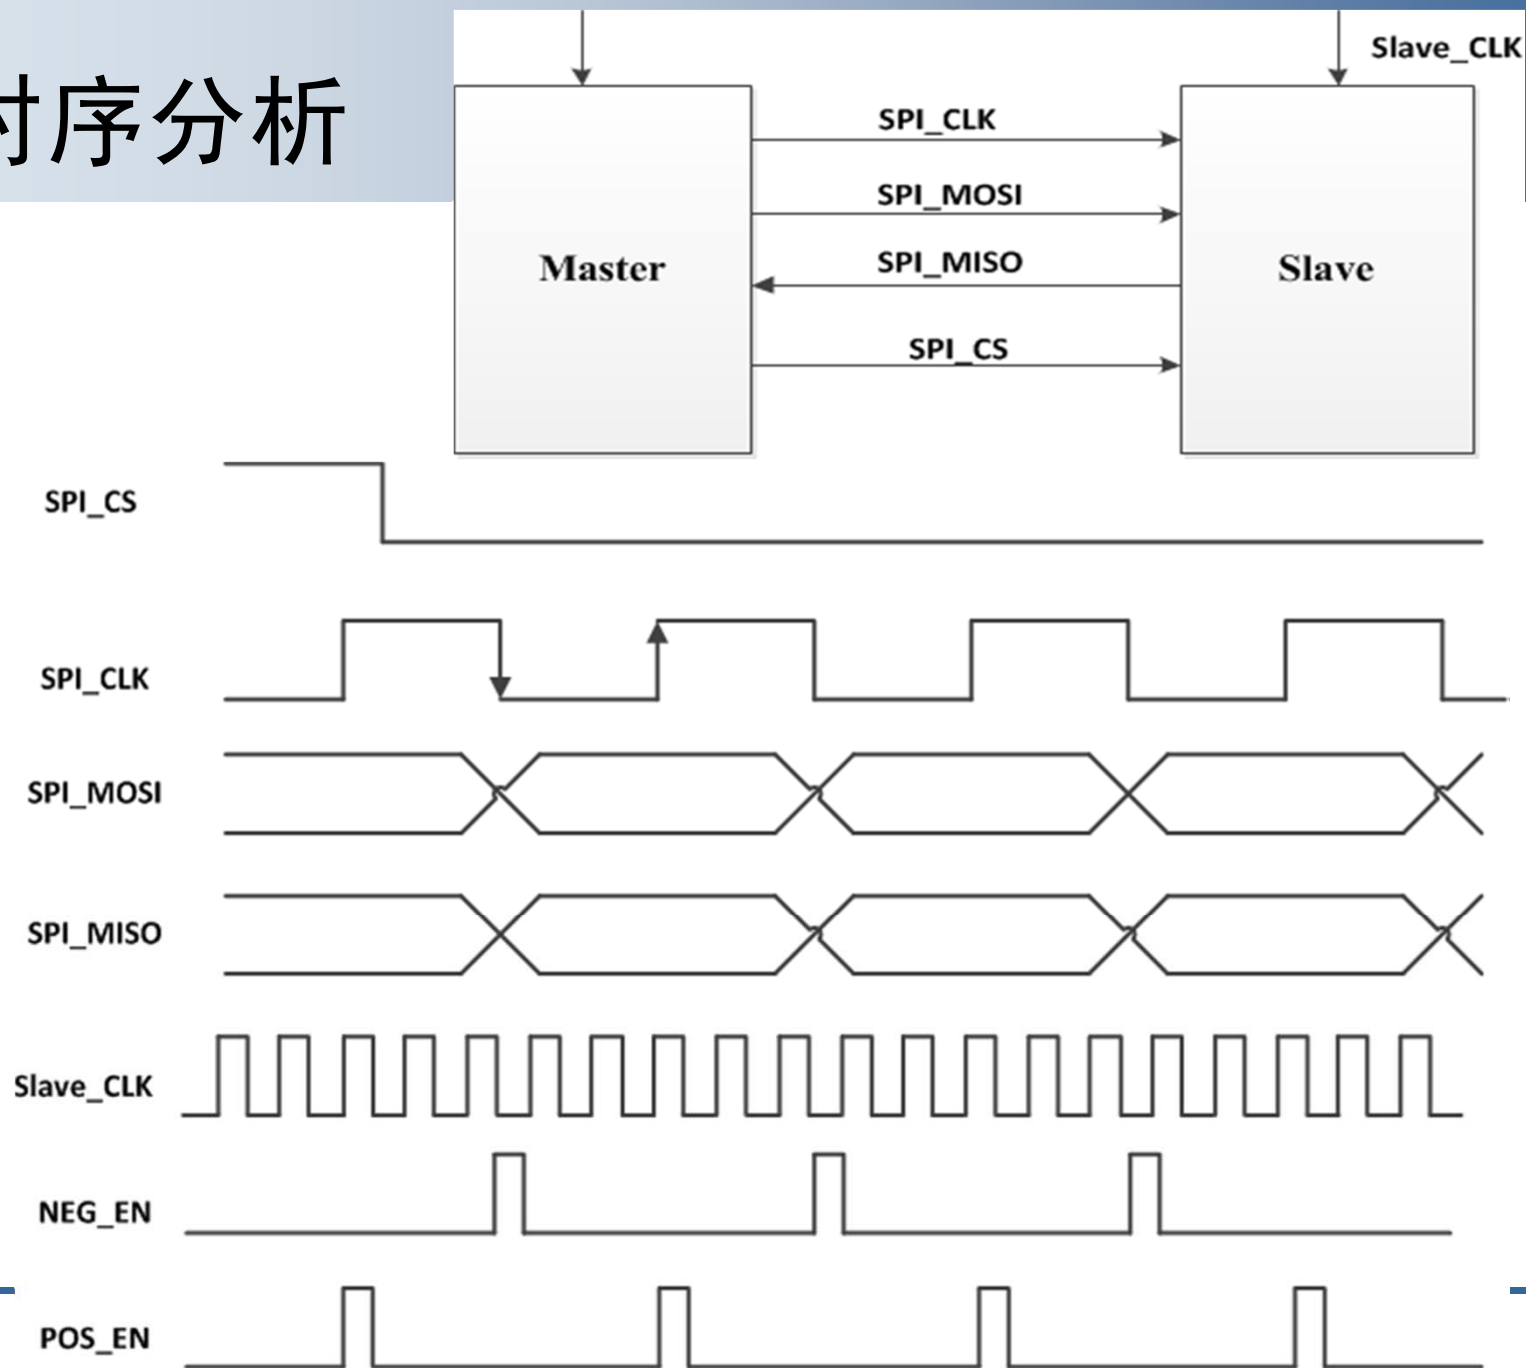 时序分析
Slave_CLK
SPI_CLK
SPI_MOSI
SPI_MISO
SPI_CS
Master
Slave
SPI_CS
SPI_CLK
SPI_MOSI
SPI_MISO
Slave_CLK
NEG_EN
POS_EN